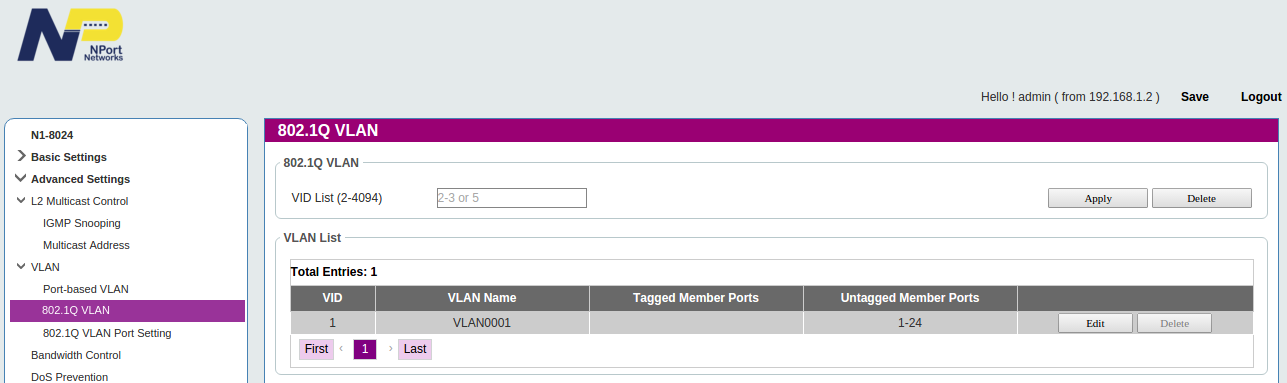 NPort
Networks
Hello ! admin ( from 192.168.1.2 ) Save Logout
N1-8024
Basic Settings
Advanced Settings
L2 Multicast Control
IGMP Snooping
Multicast Address
VLAN
Port-based VLAN
802.1Q VLAN
802.1Q VLAN Port Setting
Bandwidth Control
DoS Prevention
802.1Q VLAN
802.1Q VLAN
VID List (2-4094) 2-3 or 5 Apply Delete
VLAN List
Total Entries: 1
VID VLAN Name Tagged Member Ports Untagged Member Ports
1 VLAN0001 1-24 Edit Delete
First ‹ 1 › Last